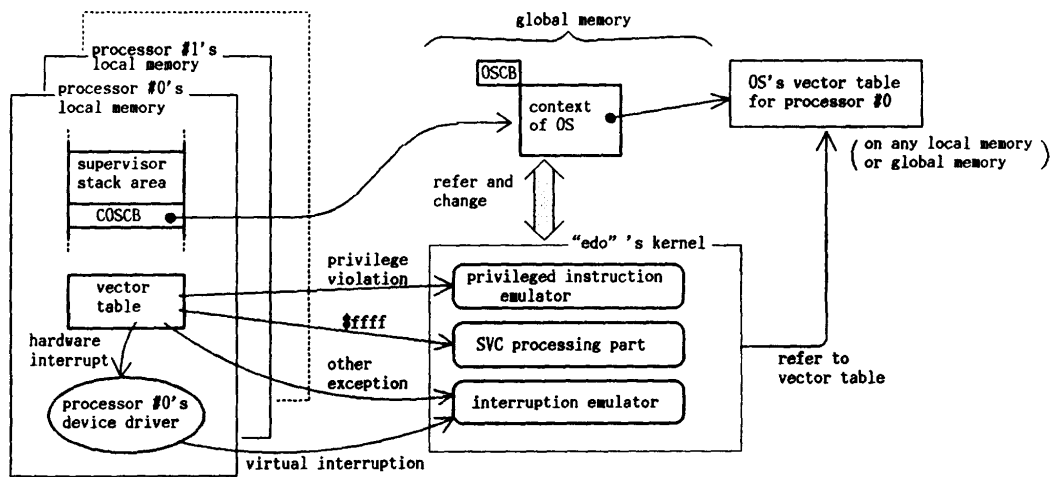 global memory
processor #1's
local memory
processor #0's
local memory
supervisor
stack area
COSCB
vector
table
hardware
interrupt
processor #0's
device driver
OSCB
context
of OS
OS's vector table
for processor #0
(on any local memory
or global memory)
refer and
change
"edo" 's kernel
privilege
violation
privileged instruction
emulator
$ffff
SVC processing part
other
exception
interruption emulator
virtual interruption
refer to
vector table